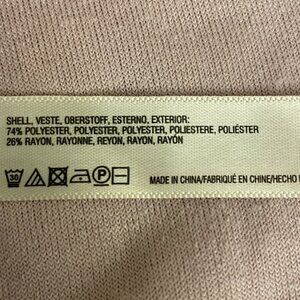 SHELL, VESTE, OBERSTOFF, ESTERNO, EXTERIOR:
74% POLYESTER, POLYESTER, POLYESTER, POLIESTERE, POLIÉSTER
26% RAYON, RAYONNE, REYON, RAYON, RAYÓN
30 P MADE IN CHINA/FABRIQUÉ EN CHINE/HECHO